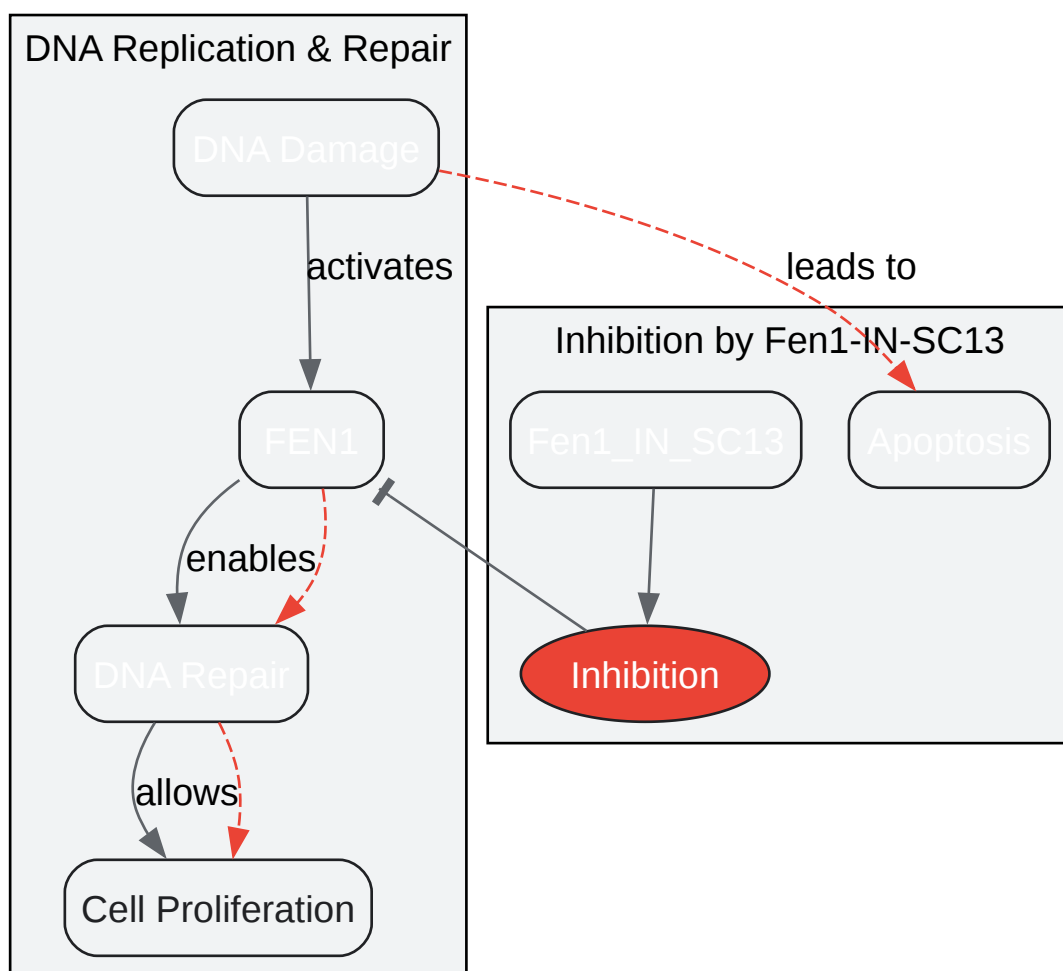 DNA Replication & Repair
DNA Damage
activates
leads to
Inhibition by Fen1-IN-SC13
FEN1
Fen1_IN_SC13
Apoptosis
enables
DNA Repair
Inhibition
allows
Cell Proliferation